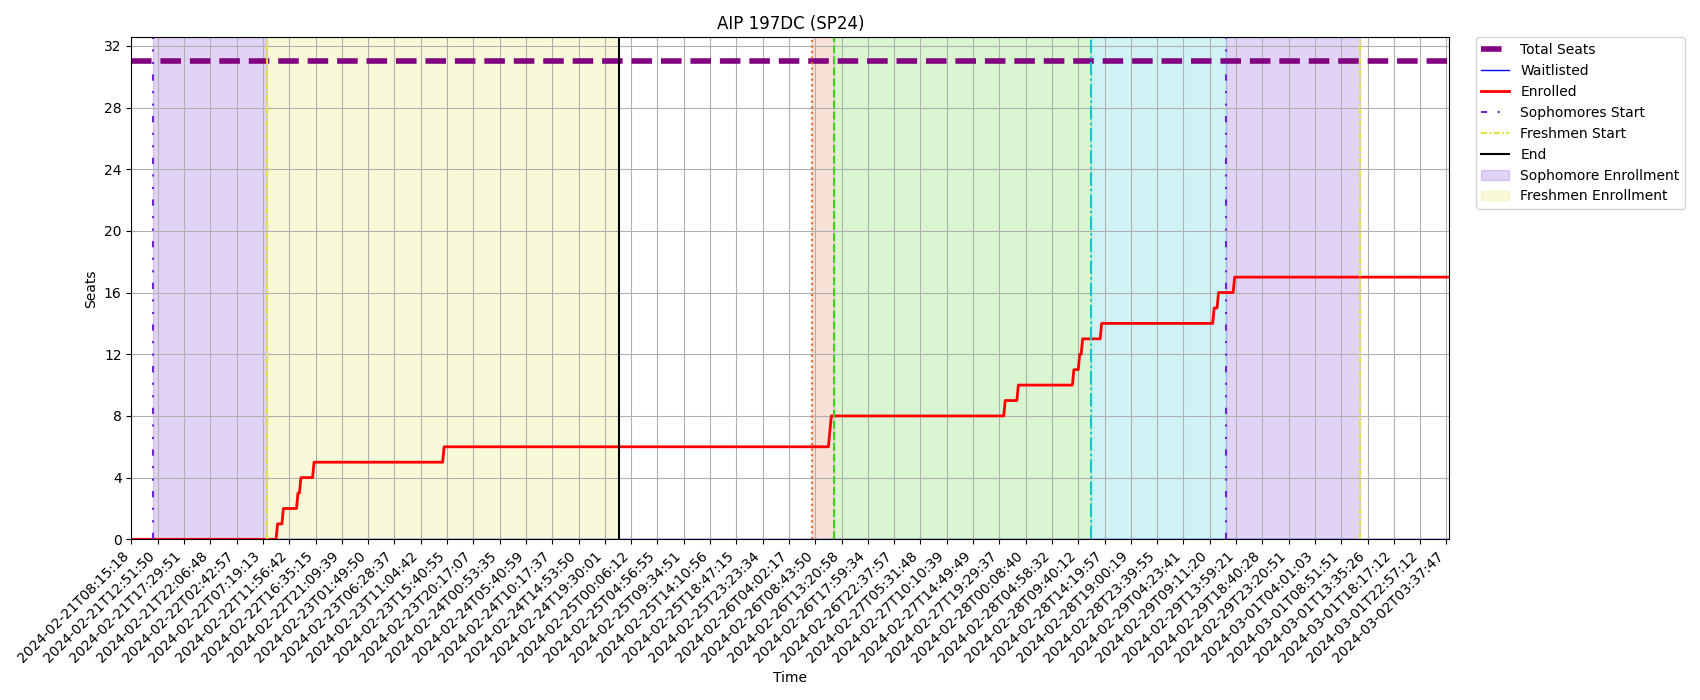 AIP 197DC (SP24)
32
28
24
20
16
12
8
4
0
Seats
2024-02-21T08:15:18
2024-02-21T12:51:50
2024-02-21T17:29:51
2024-02-21T22:06:48
2024-02-22T02:42:57
2024-02-22T07:19:13
2024-02-22T11:56:42
2024-02-22T16:35:15
2024-02-22T21:09:39
2024-02-23T01:49:50
2024-02-23T06:28:37
2024-02-23T11:04:42
2024-02-23T15:40:55
2024-02-23T20:17:07
2024-02-24T00:53:35
2024-02-24T05:40:59
2024-02-24T10:17:37
2024-02-24T14:53:50
2024-02-24T19:30:01
2024-02-25T00:06:12
2024-02-25T04:56:55
2024-02-25T09:34:51
2024-02-25T14:10:56
2024-02-25T18:47:15
2024-02-25T23:23:34
2024-02-26T04:02:17
2024-02-26T08:43:50
2024-02-26T13:20:58
2024-02-26T17:59:34
2024-02-26T22:37:57
2024-02-27T05:31:48
2024-02-27T10:10:39
2024-02-27T14:49:49
2024-02-27T19:29:37
2024-02-28T00:08:40
2024-02-28T04:58:32
2024-02-28T09:40:12
2024-02-28T14:19:57
2024-02-28T19:00:19
2024-02-28T23:39:55
2024-02-29T04:23:41
2024-02-29T09:11:20
2024-02-29T13:59:21
2024-02-29T18:40:28
2024-02-29T23:20:51
2024-03-01T04:01:03
2024-03-01T08:51:51
2024-03-01T13:35:26
2024-03-01T18:17:12
2024-03-01T22:57:12
2024-03-02T03:37:47
Time
Total Seats
Waitlisted
Enrolled
Sophomores Start
Freshmen Start
End
Sophomore Enrollment
Freshmen Enrollment